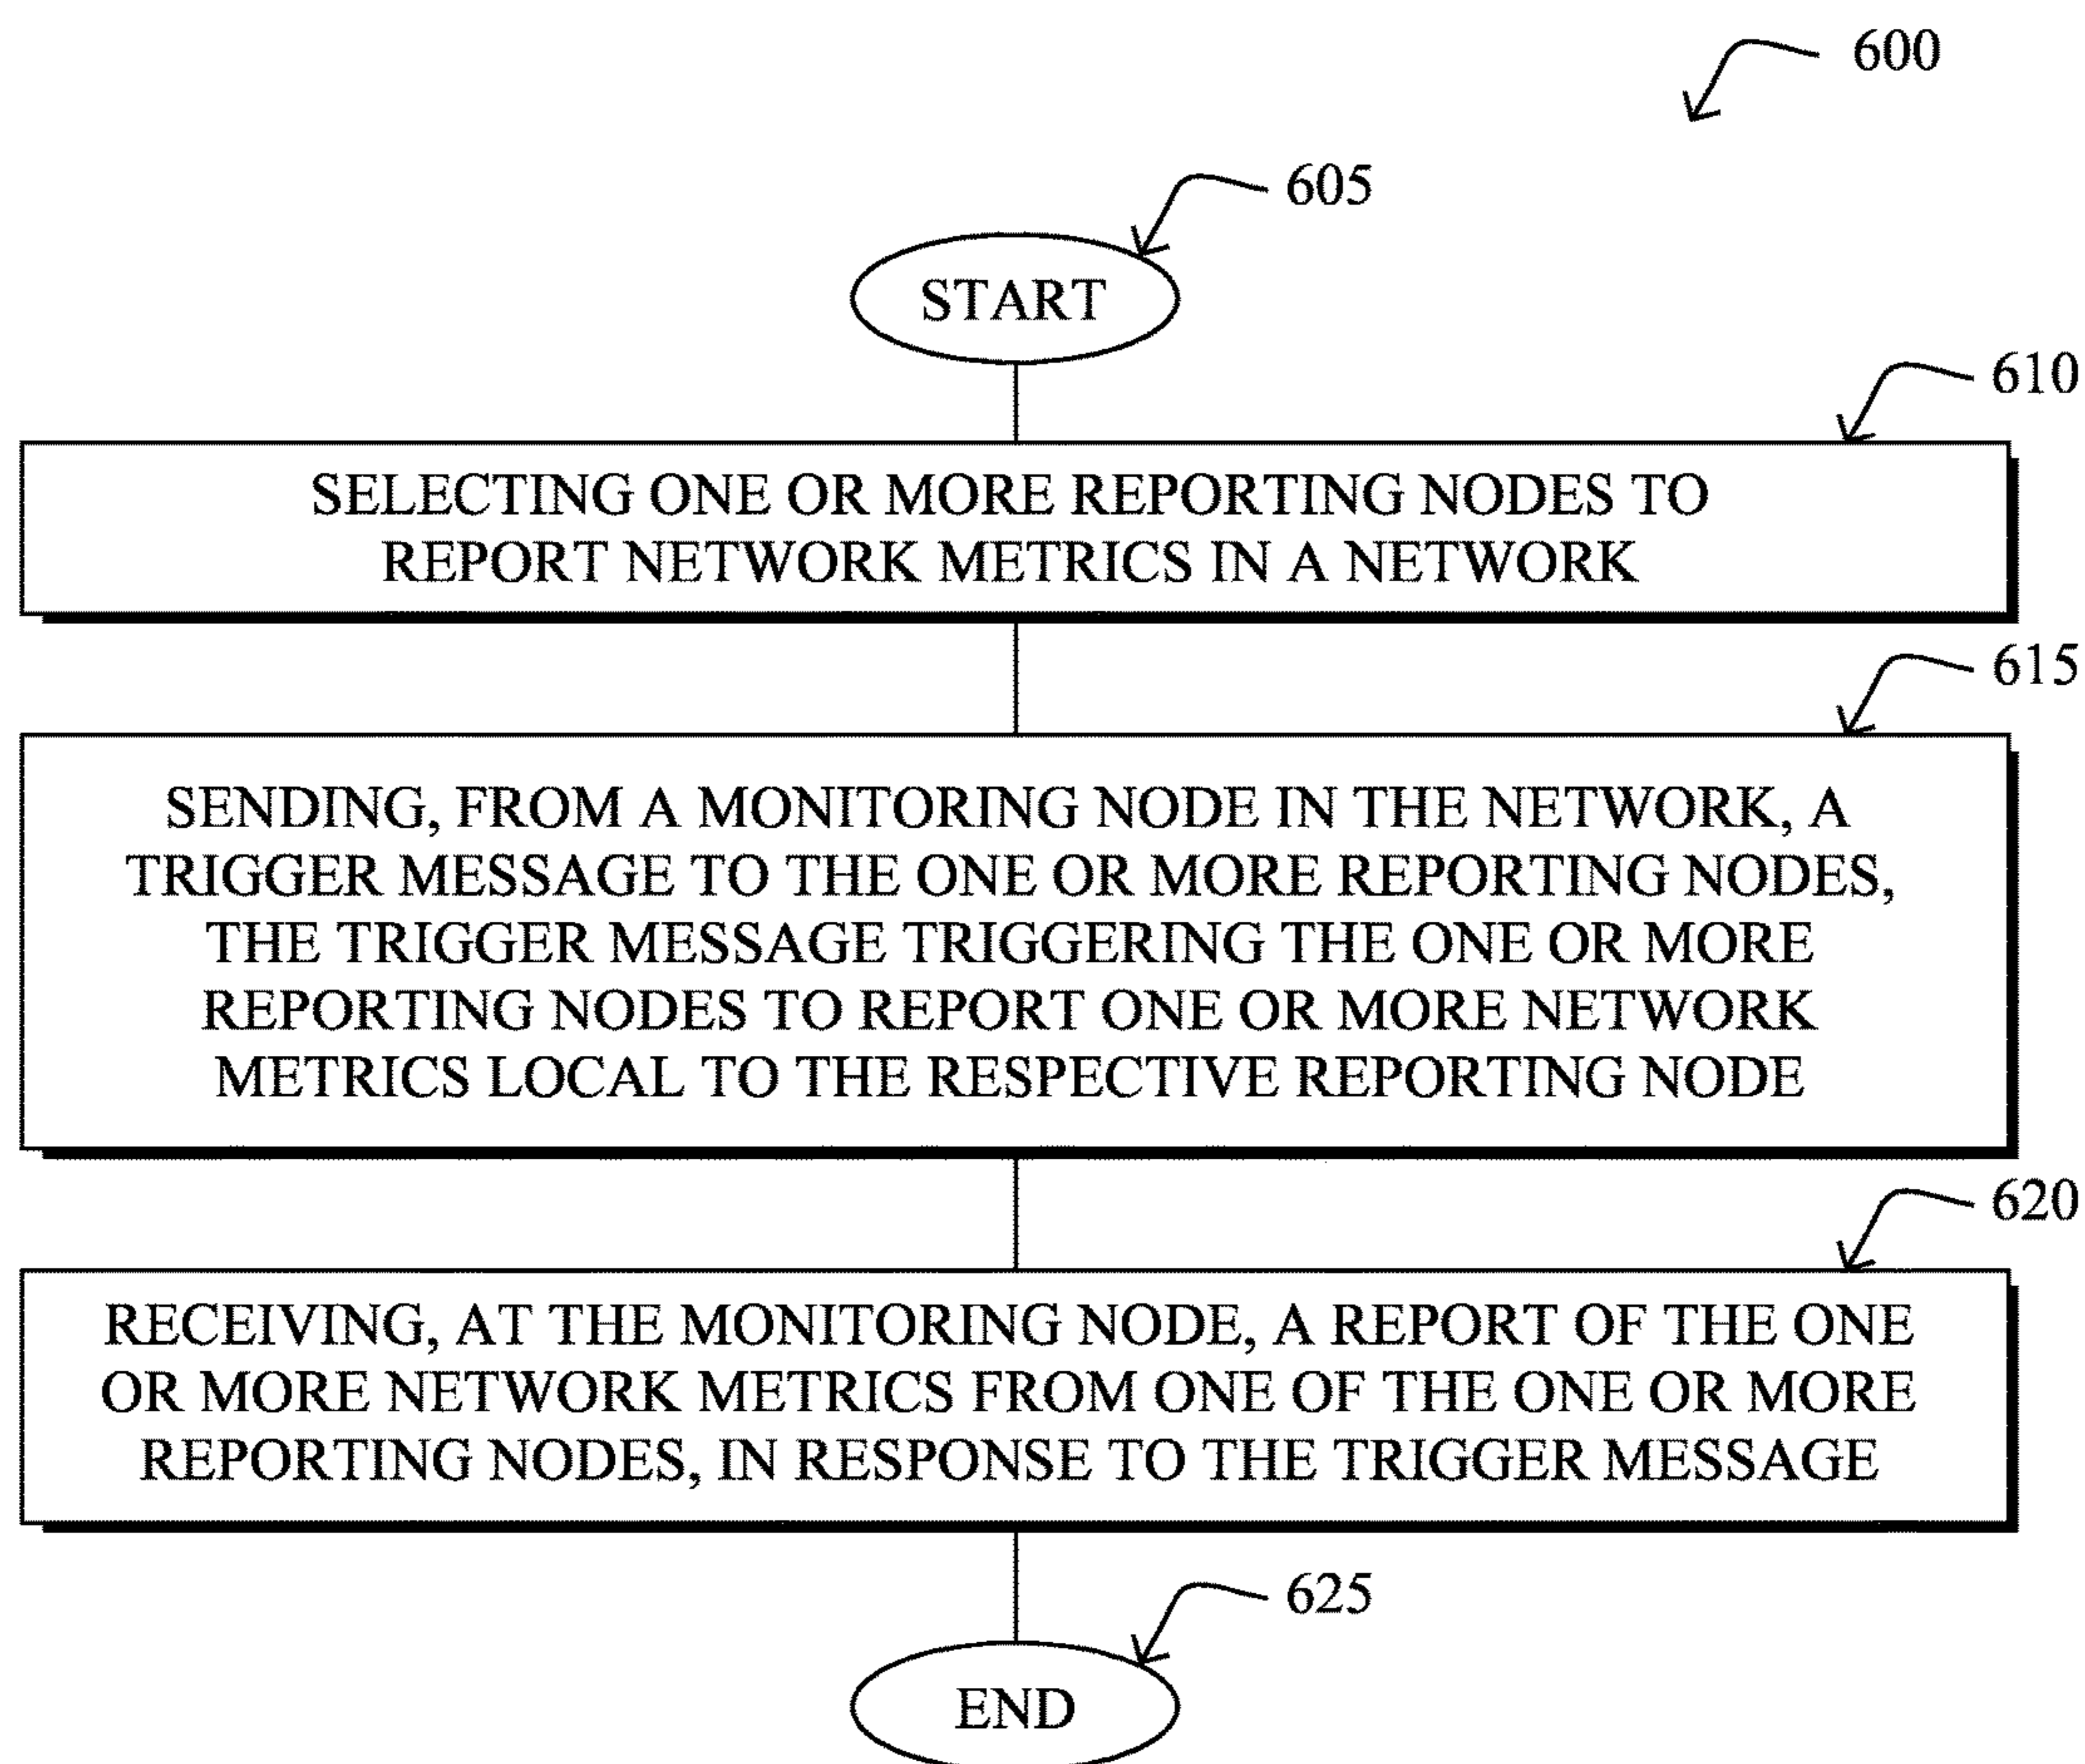 600
605
START
610
SELECTING ONE OR MORE REPORTING NODES TO
REPORT NETWORK METRICS IN A NETWORK
615
SENDING, FROM A MONITORING NODE IN THE NETWORK, A
TRIGGER MESSAGE TO THE ONE OR MORE REPORTING NODES,
THE TRIGGER MESSAGE TRIGGERING THE ONE OR MORE
REPORTING NODES TO REPORT ONE OR MORE NETWORK
METRICS LOCAL TO THE RESPECTIVE REPORTING NODE
620
RECEIVING, AT THE MONITORING NODE, A REPORT OF THE ONE
OR MORE NETWORK METRICS FROM ONE OF THE ONE OR MORE
REPORTING NODES, IN RESPONSE TO THE TRIGGER MESSAGE
625
END